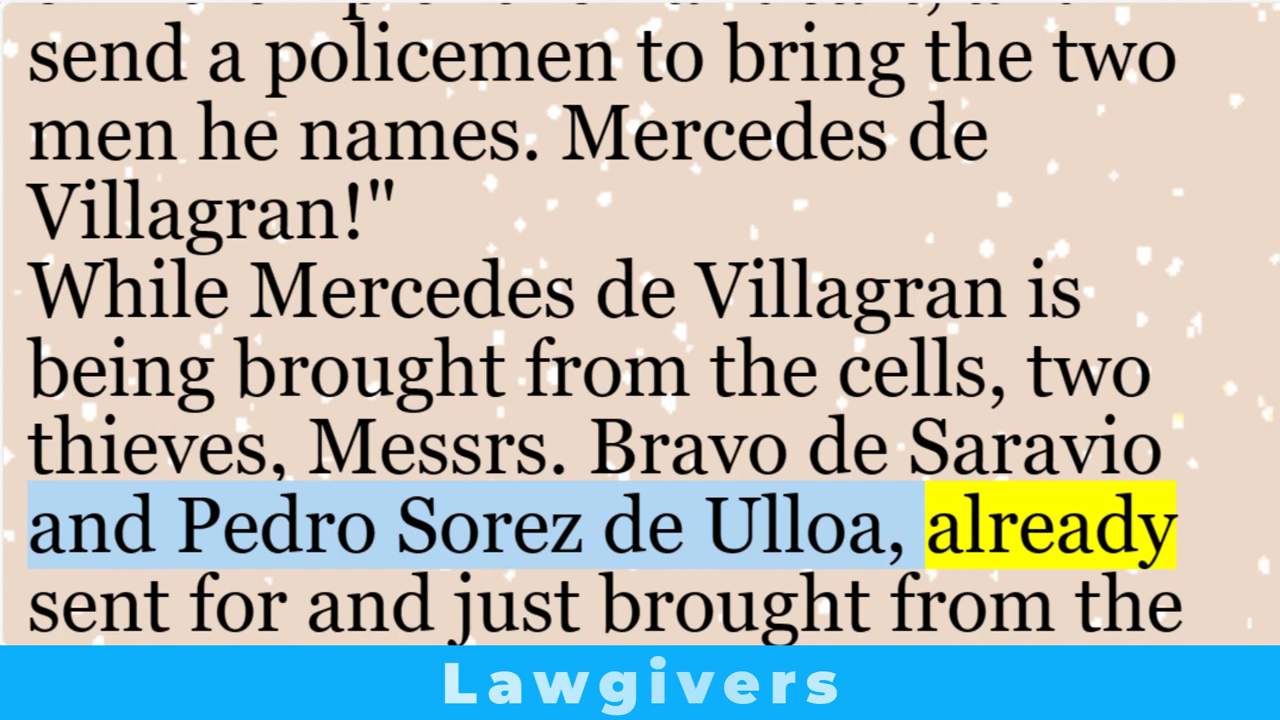 send a policemen to bring the two
men he names. Mercedes de
Villagran!"
While Mercedes de Villagran is
being brought from the cells, two
thieves, Messrs. Bravo de Saravio
and Pedro Sorez de Ulloa, already
sent for and just brought from the
Lawgivers